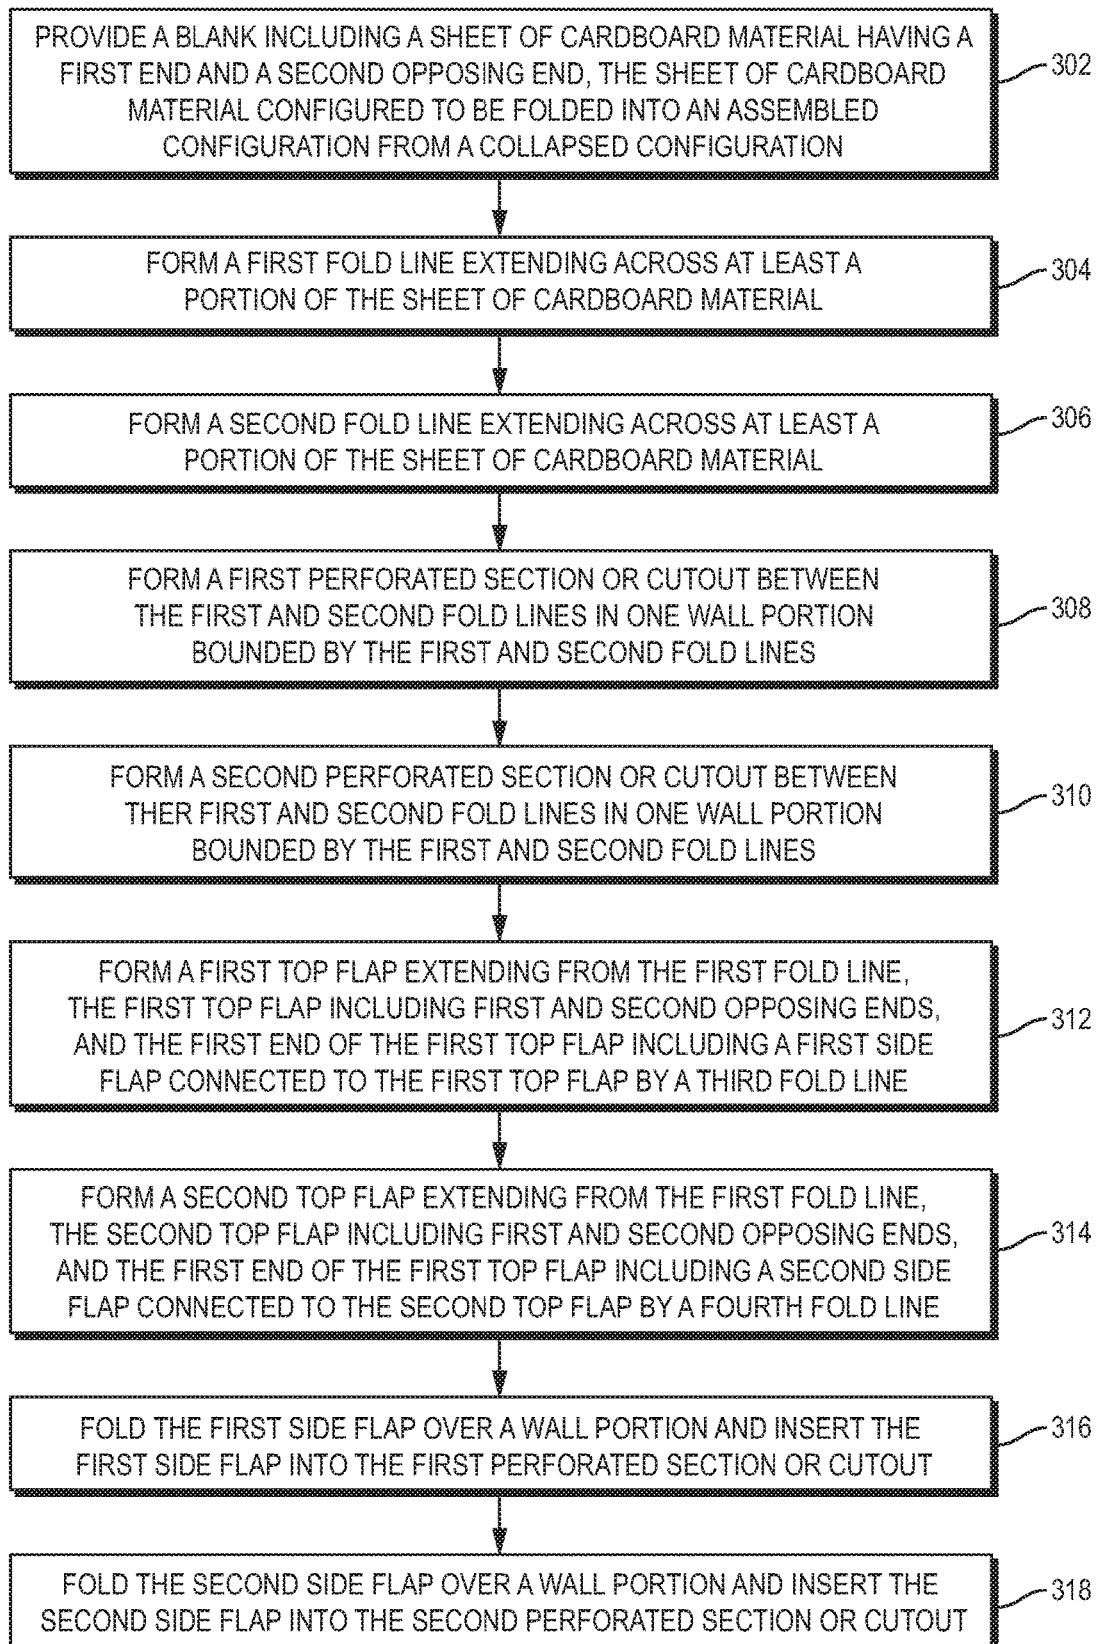 PROVIDE A BLANK INCLUDING A SHEET OF CARDBOARD MATERIAL HAVING A
FIRST END AND A SECOND OPPOSING END, THE SHEET OF CARDBOARD
MATERIAL CONFIGURED TO BE FOLDED INTO AN ASSEMBLED
CONFIGURATION FROM A COLLAPSED CONFIGURATION
302
FORM A FIRST FOLD LINE EXTENDING ACROSS AT LEAST A
PORTION OF THE SHEET OF CARDBOARD MATERIAL
304
FORM A SECOND FOLD LINE EXTENDING ACROSS AT LEAST A
PORTION OF THE SHEET OF CARDBOARD MATERIAL
306
FORM A FIRST PERFORATED SECTION OR CUTOUT BETWEEN
THE FIRST AND SECOND FOLD LINES IN ONE WALL PORTION
BOUNDED BY THE FIRST AND SECOND FOLD LINES
308
FORM A SECOND PERFORATED SECTION OR CUTOUT BETWEEN
THER FIRST AND SECOND FOLD LINES IN ONE WALL PORTION
BOUNDED BY THE FIRST AND SECOND FOLD LINES
310
FORM A FIRST TOP FLAP EXTENDING FROM THE FIRST FOLD LINE,
THE FIRST TOP FLAP INCLUDING FIRST AND SECOND OPPOSING ENDS,
AND THE FIRST END OF THE FIRST TOP FLAP INCLUDING A FIRST SIDE
FLAP CONNECTED TO THE FIRST TOP FLAP BY A THIRD FOLD LINE
312
FORM A SECOND TOP FLAP EXTENDING FROM THE FIRST FOLD LINE,
THE SECOND TOP FLAP INCLUDING FIRST AND SECOND OPPOSING ENDS,
AND THE FIRST END OF THE FIRST TOP FLAP INCLUDING A SECOND SIDE
FLAP CONNECTED TO THE SECOND TOP FLAP BY A FOURTH FOLD LINE
314
FOLD THE FIRST SIDE FLAP OVER A WALL PORTION AND INSERT THE
FIRST SIDE FLAP INTO THE FIRST PERFORATED SECTION OR CUTOUT
316
FOLD THE SECOND SIDE FLAP OVER A WALL PORTION AND INSERT THE
SECOND SIDE FLAP INTO THE SECOND PERFORATED SECTION OR CUTOUT
318